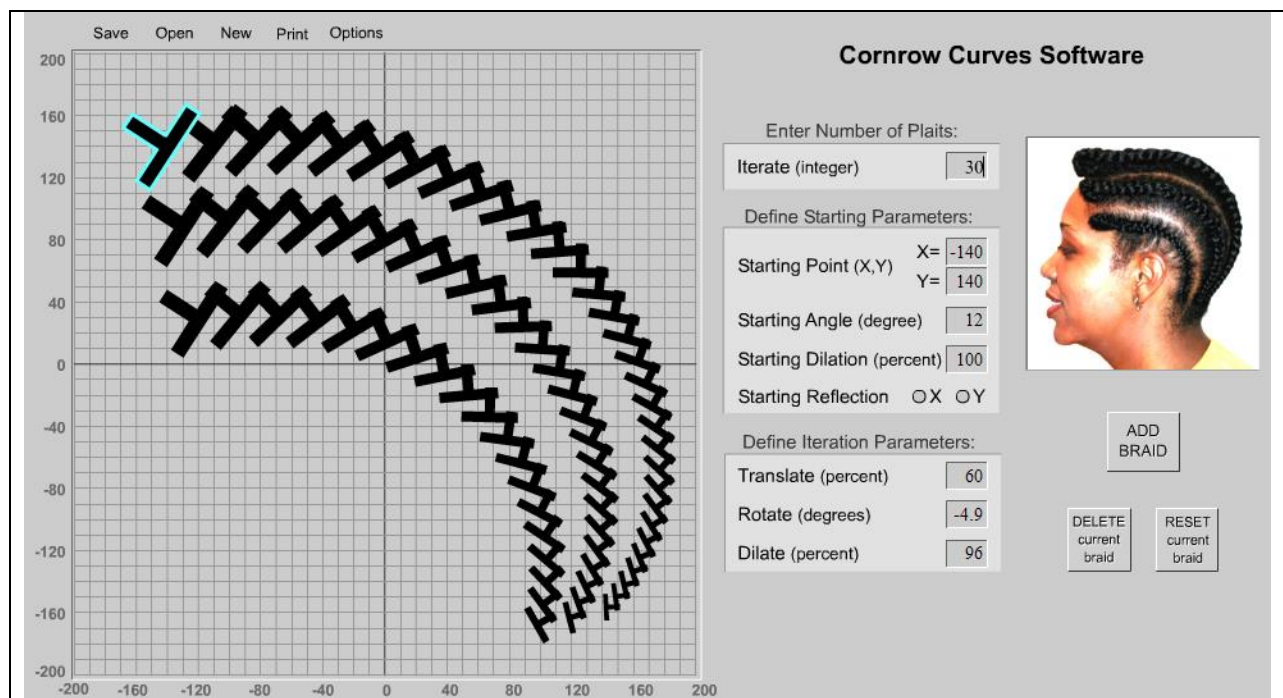 Save Open New Print Options
Cornrow Curves Software
200
160
120
80
40
0
-40
-80
-120
-160
-200
-200 -160 -120 -80 -40 0 40 80 120 160 200
Enter Number of Plaits:
Iterate (integer) 30
Define Starting Parameters:
Starting Point (X,Y) X= -140
Y= 140
Starting Angle (degree) 12
Starting Dilation (percent) 100
Starting Reflection X Y
Define Iteration Parameters:
Translate (percent) 60
Rotate (degrees) -4.9
Dilate (percent) 96
ADD
BRAID
DELETE
current
braid
RESET
current
braid